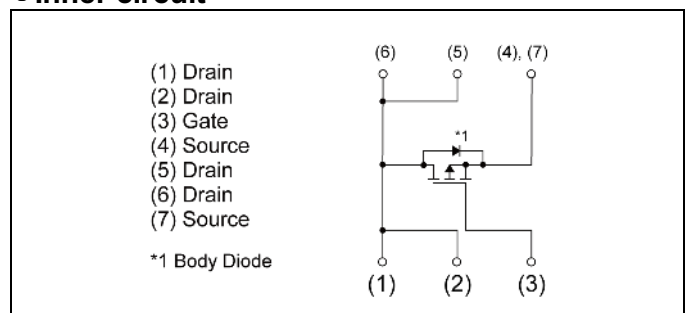 Inner circuit
(1) Drain
(2) Drain
(3) Gate
(4) Source
(5) Drain
(6) Drain
(7) Source
*1 Body Diode
(6) (5) (4), (7)
*1
(1) (2) (3)